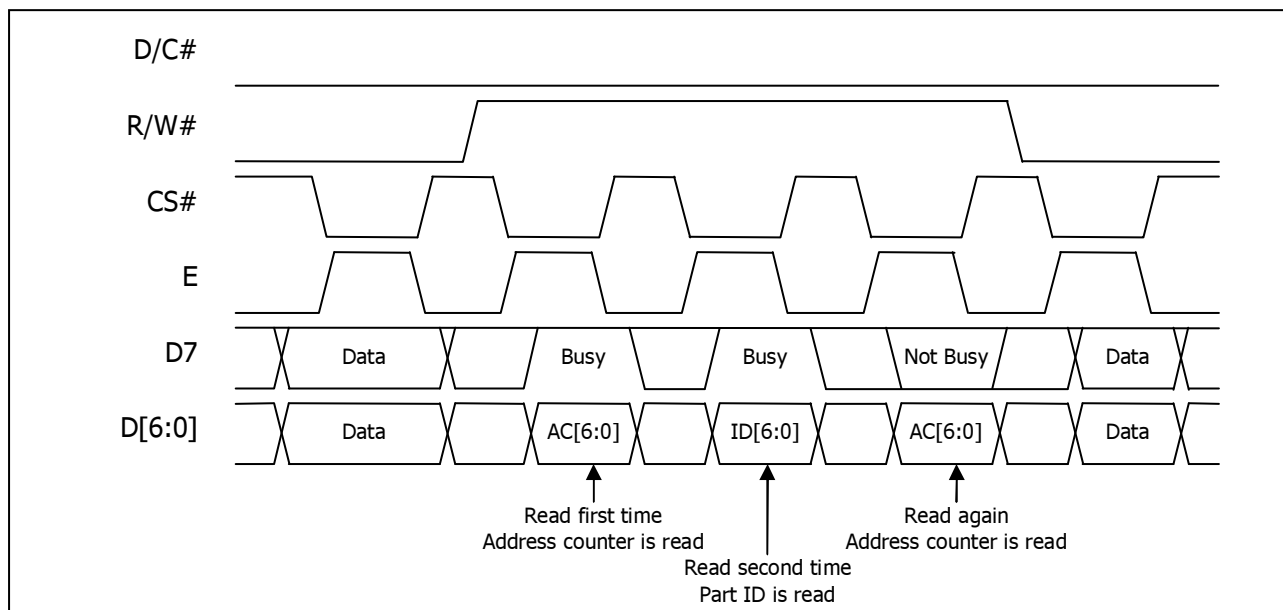 D/C#
R/W#
CS#
E
D7
Data
Busy
Busy
Not Busy
Data
D[6:0]
Data
AC[6:0]
ID[6:0]
AC[6:0]
Data
Read first time
Address counter is read
Read second time
Part ID is read
Read again
Address counter is read